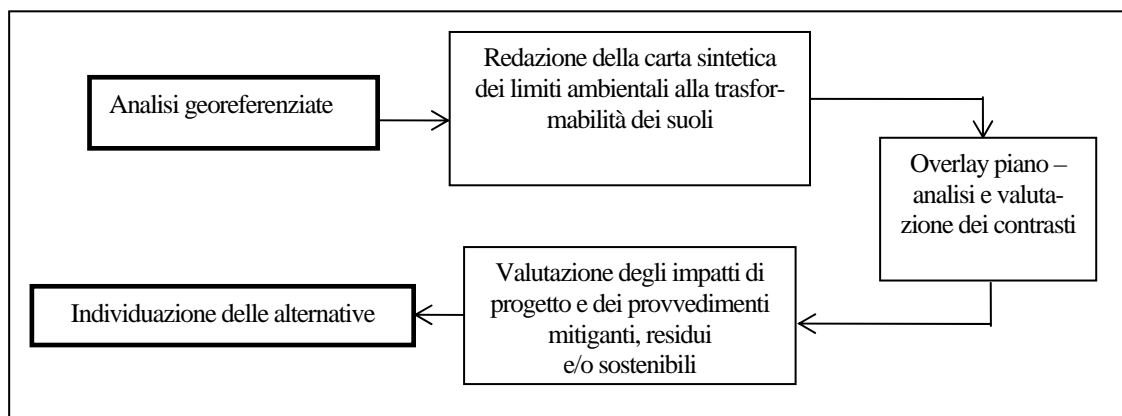 Analisi georeferenziate
Redazione della carta sintetica
dei limiti ambientali alla trasfor-
mabilità dei suoli
Overlay piano –
analisi e valuta-
zione dei contrasti
Valutazione degli impatti di
progetto e dei provvedimenti
mitiganti, residui
e/o sostenibili
Individuazione delle alternative